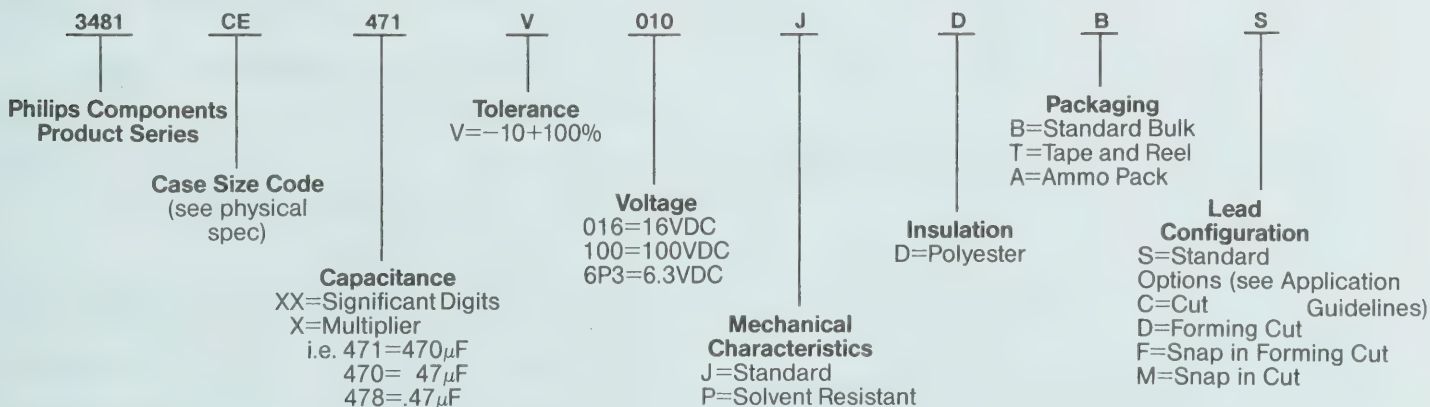 3481 CE 471 V 010 J D B S
Philips Components
Product Series
Case Size Code
(see physical
spec)
Capacitance
XX=Significant Digits
X=Multiplier
i.e. 471=470μF
470= 47μF
478=.47μF
Tolerance
V=−10+100%
Voltage
016=16VDC
100=100VDC
6P3=6.3VDC
Mechanical
Characteristics
J=Standard
P=Solvent Resistant
Insulation
D=Polyester
Packaging
B=Standard Bulk
T=Tape and Reel
A=Ammo Pack
Lead
Configuration
S=Standard
Options (see Application
C=Cut Guidelines)
D=Forming Cut
F=Snap in Forming Cut
M=Snap in Cut